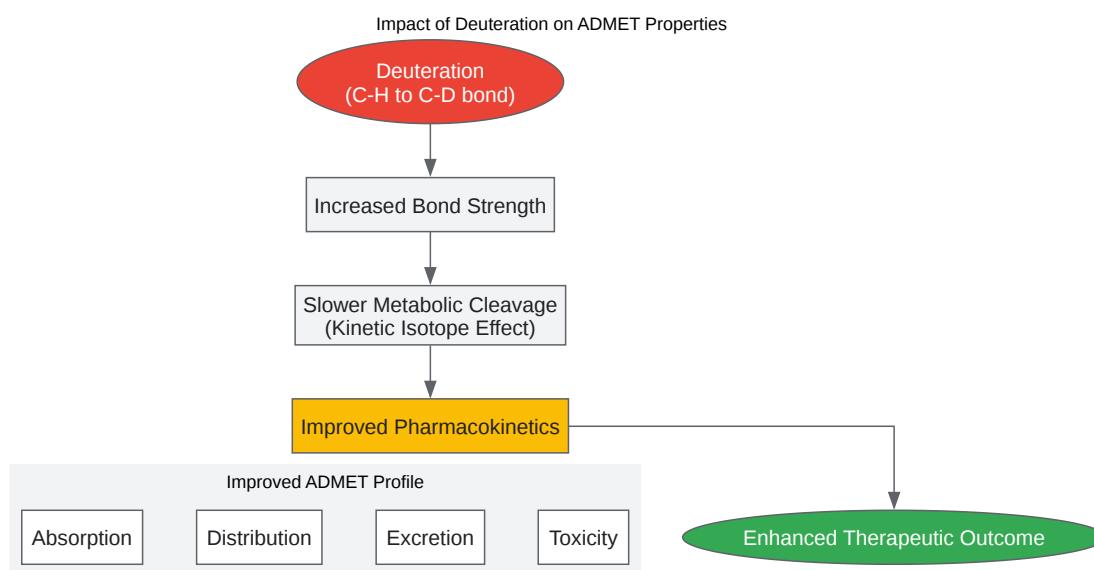 Impact of Deuteration on ADMET Properties
Deuteration
(C-H to C-D bond)
Increased Bond Strength
Slower Metabolic Cleavage
(Kinetic Isotope Effect)
Improved Pharmacokinetics
Improved ADMET Profile
Absorption
Distribution
Excretion
Toxicity
Enhanced Therapeutic Outcome